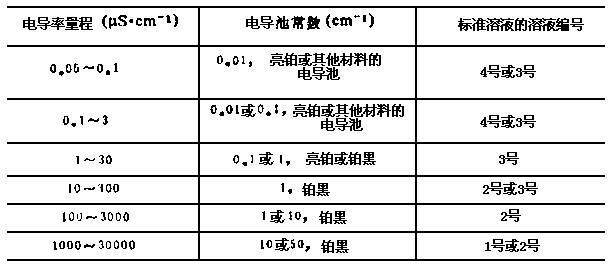 电导率量程 (μS·cm⁻¹) 电导池常数 (cm⁻¹) 标准溶液的溶液编号
0.05～0.1 0.01, 亮铂或其他材料的 4号或3号
电导池
0.1～3 0.01或0.1, 亮铂或其他材料的 4号或3号
电导池
1～30 0.1或1, 亮铂或铂黑 3号
10～100 1, 铂黑 2号或3号
100～3000 1或10, 铂黑 2号
1000～30000 10或50, 铂黑 1号或2号